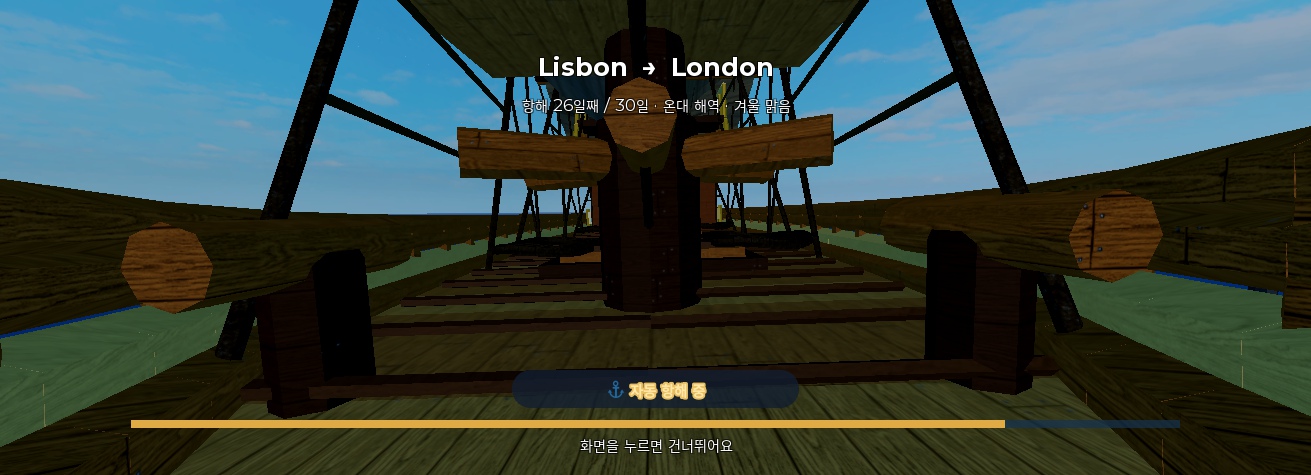 Lisbon → London
항해 26일째 / 30일 · 온대 해역 · 겨울 맑음
⚓ 자동 항해 중
화면을 누르면 건너뛰어요